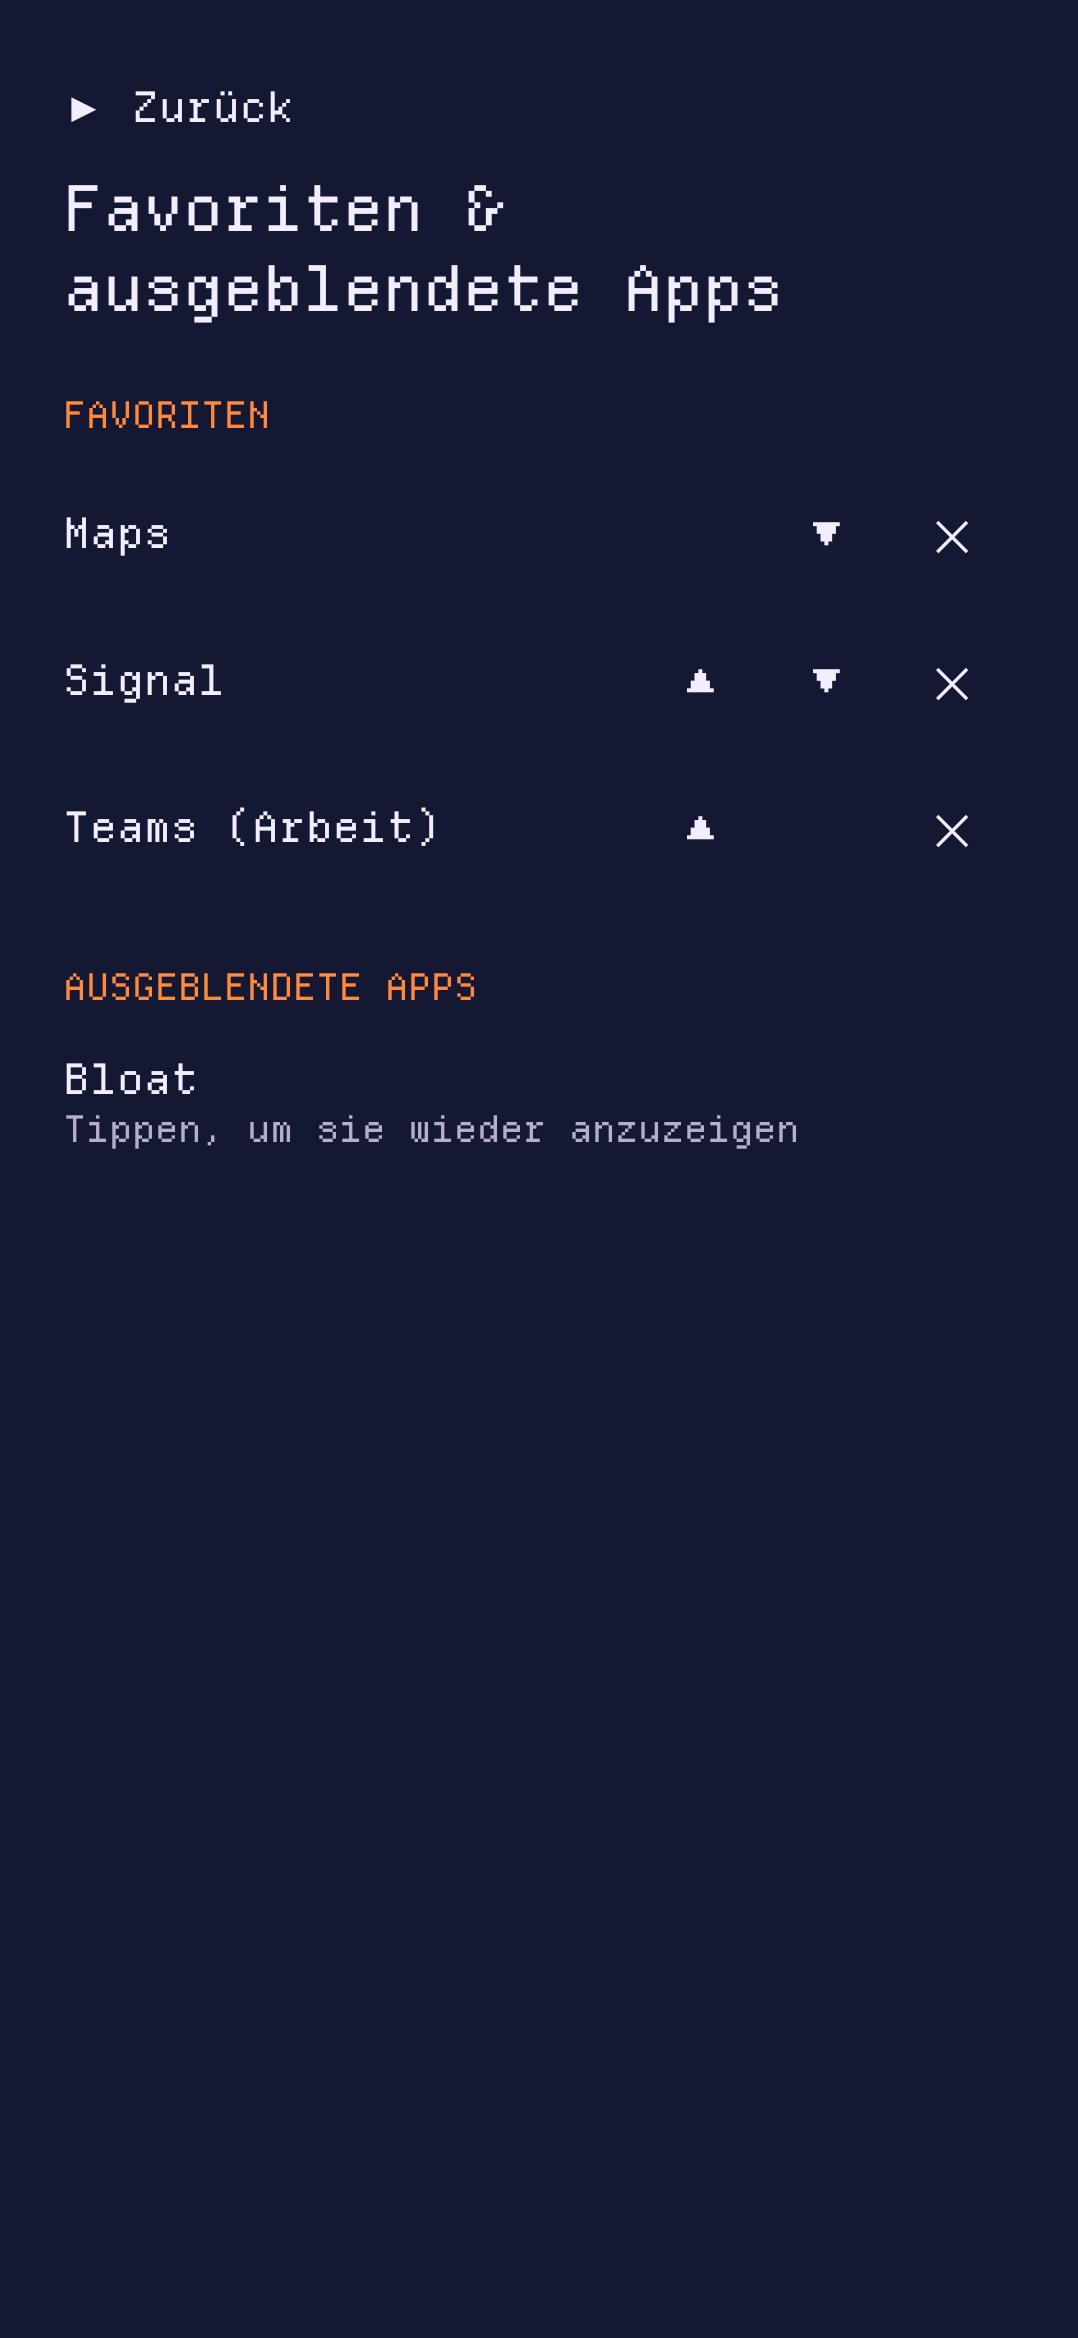 ▶ Zurück
Favoriten &
ausgeblendete Apps
FAVORITEN
Maps ▼ ×
Signal ▲ ▼ ×
Teams (Arbeit) ▲ ×
AUSGEBLENDETE APPS
Bloat
Tippen, um sie wieder anzuzeigen